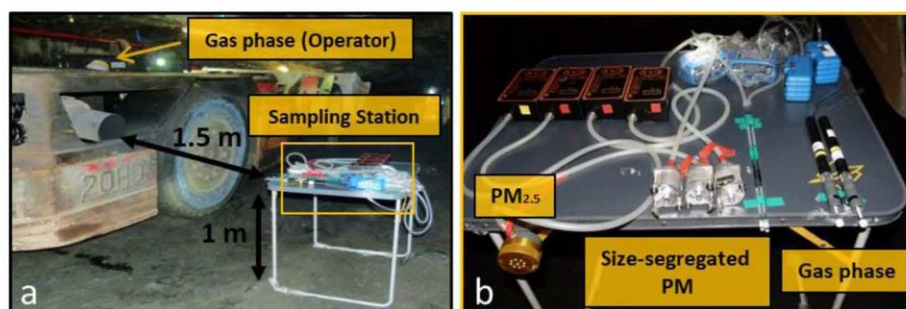 Gas phase (Operator)
Sampling Station
1.5 m
1 m
20HD
a
PM2.5
Size-segregated
PM
Gas phase
b